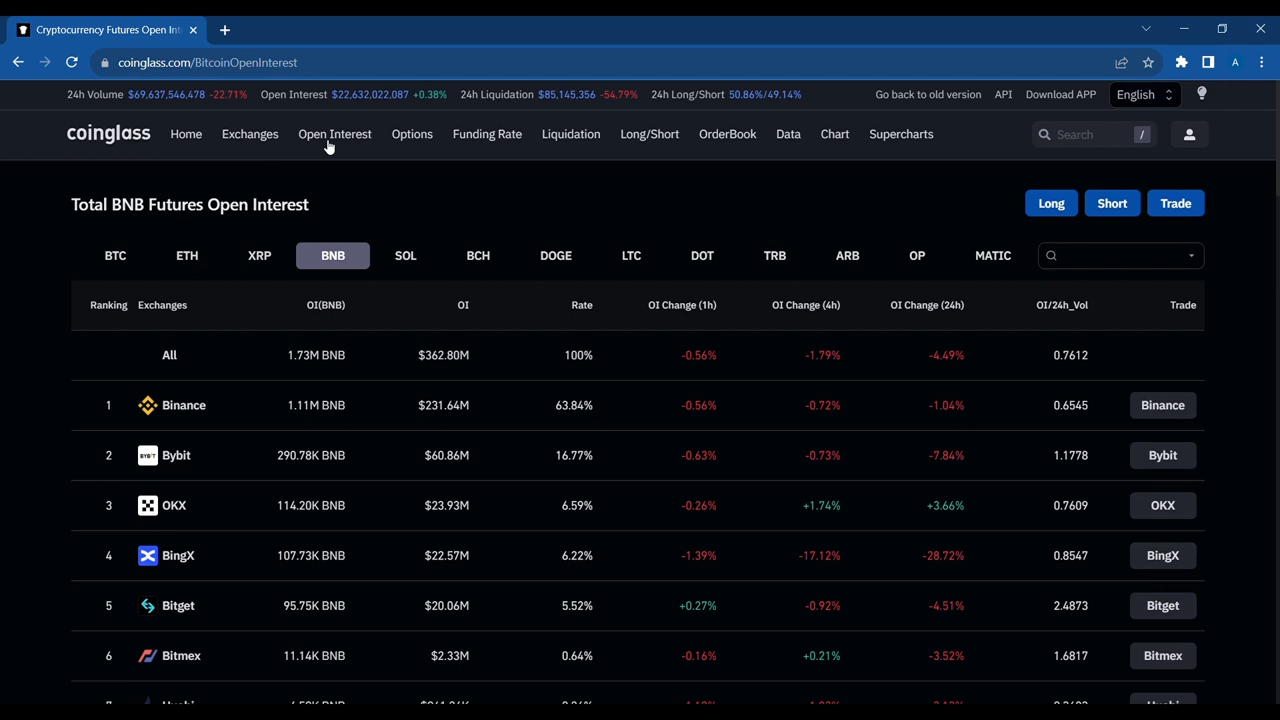 Cryptocurrency Futures Open Int
coinglass.com/BitcoinOpenInterest
A
24h Volume $69,637,546,478 -22.71% Open Interest $22,632,022,087 +0.38% 24h Liquidation $85,145,356 -54.79% 24h Long/Short 50.86%/49.14% Go back to old version API Download APP English
coinglass Home Exchanges Open Interest Options Funding Rate Liquidation Long/Short OrderBook Data Chart Supercharts Search /
Total BNB Futures Open Interest Long Short Trade
BTC ETH XRP BNB SOL BCH DOGE LTC DOT TRB ARB OP MATIC
Ranking Exchanges OI(BNB) OI Rate OI Change (1h) OI Change (4h) OI Change (24h) OI/24h_Vol Trade
All 1.73M BNB $362.80M 100% -0.56% -1.79% -4.49% 0.7612
1 Binance 1.11M BNB $231.64M 63.84% -0.56% -0.72% -1.04% 0.6545 Binance
2 BYBIT Bybit 290.78K BNB $60.86M 16.77% -0.63% -0.73% -7.84% 1.1778 Bybit
3 OKX 114.20K BNB $23.93M 6.59% -0.26% +1.74% +3.66% 0.7609 OKX
4 BingX 107.73K BNB $22.57M 6.22% -1.39% -17.12% -28.72% 0.8547 BingX
5 Bitget 95.75K BNB $20.06M 5.52% +0.27% -0.92% -4.51% 2.4873 Bitget
6 Bitmex 11.14K BNB $2.33M 0.64% -0.16% +0.21% -3.52% 1.6817 Bitmex